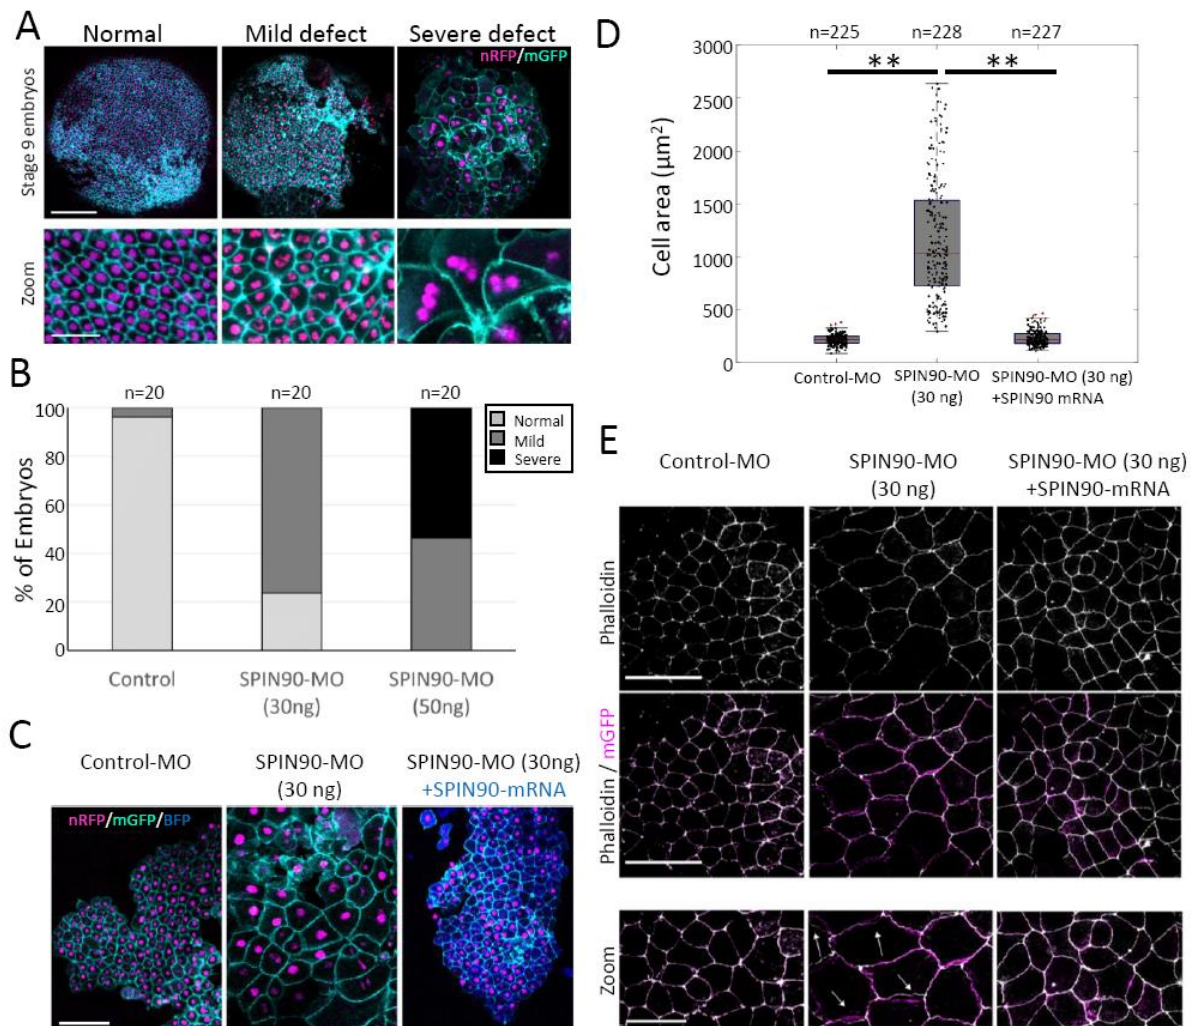 A
Normal
Mild defect
Severe defect
nRFP/mGFP
Stage 9 embryos
Zoom
B
n=20
n=20
n=20
% of Embryos
100
80
60
40
20
0
Normal
Mild
Severe
Control
SPIN90-MO
(30ng)
SPIN90-MO
(50ng)
C
Control-MO
SPIN90-MO
(30 ng)
SPIN90-MO (30ng)
+SPIN90-mRNA
nRFP/mGFP/BFP
D
n=225
n=228
n=227
**
**
Cell area (µm²)
3000
2500
2000
1500
1000
500
0
Control-MO
SPIN90-MO
(30 ng)
SPIN90-MO (30 ng)
+SPIN90 mRNA
E
Control-MO
SPIN90-MO
(30 ng)
SPIN90-MO (30 ng)
+SPIN90-mRNA
Phalloidin
Phalloidin / mGFP
Zoom